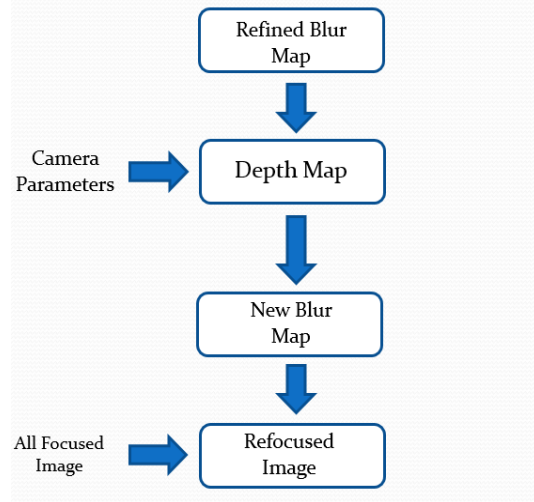 Refined Blur
Map
Camera
Parameters
Depth Map
New Blur
Map
All Focused
Image
Refocused
Image